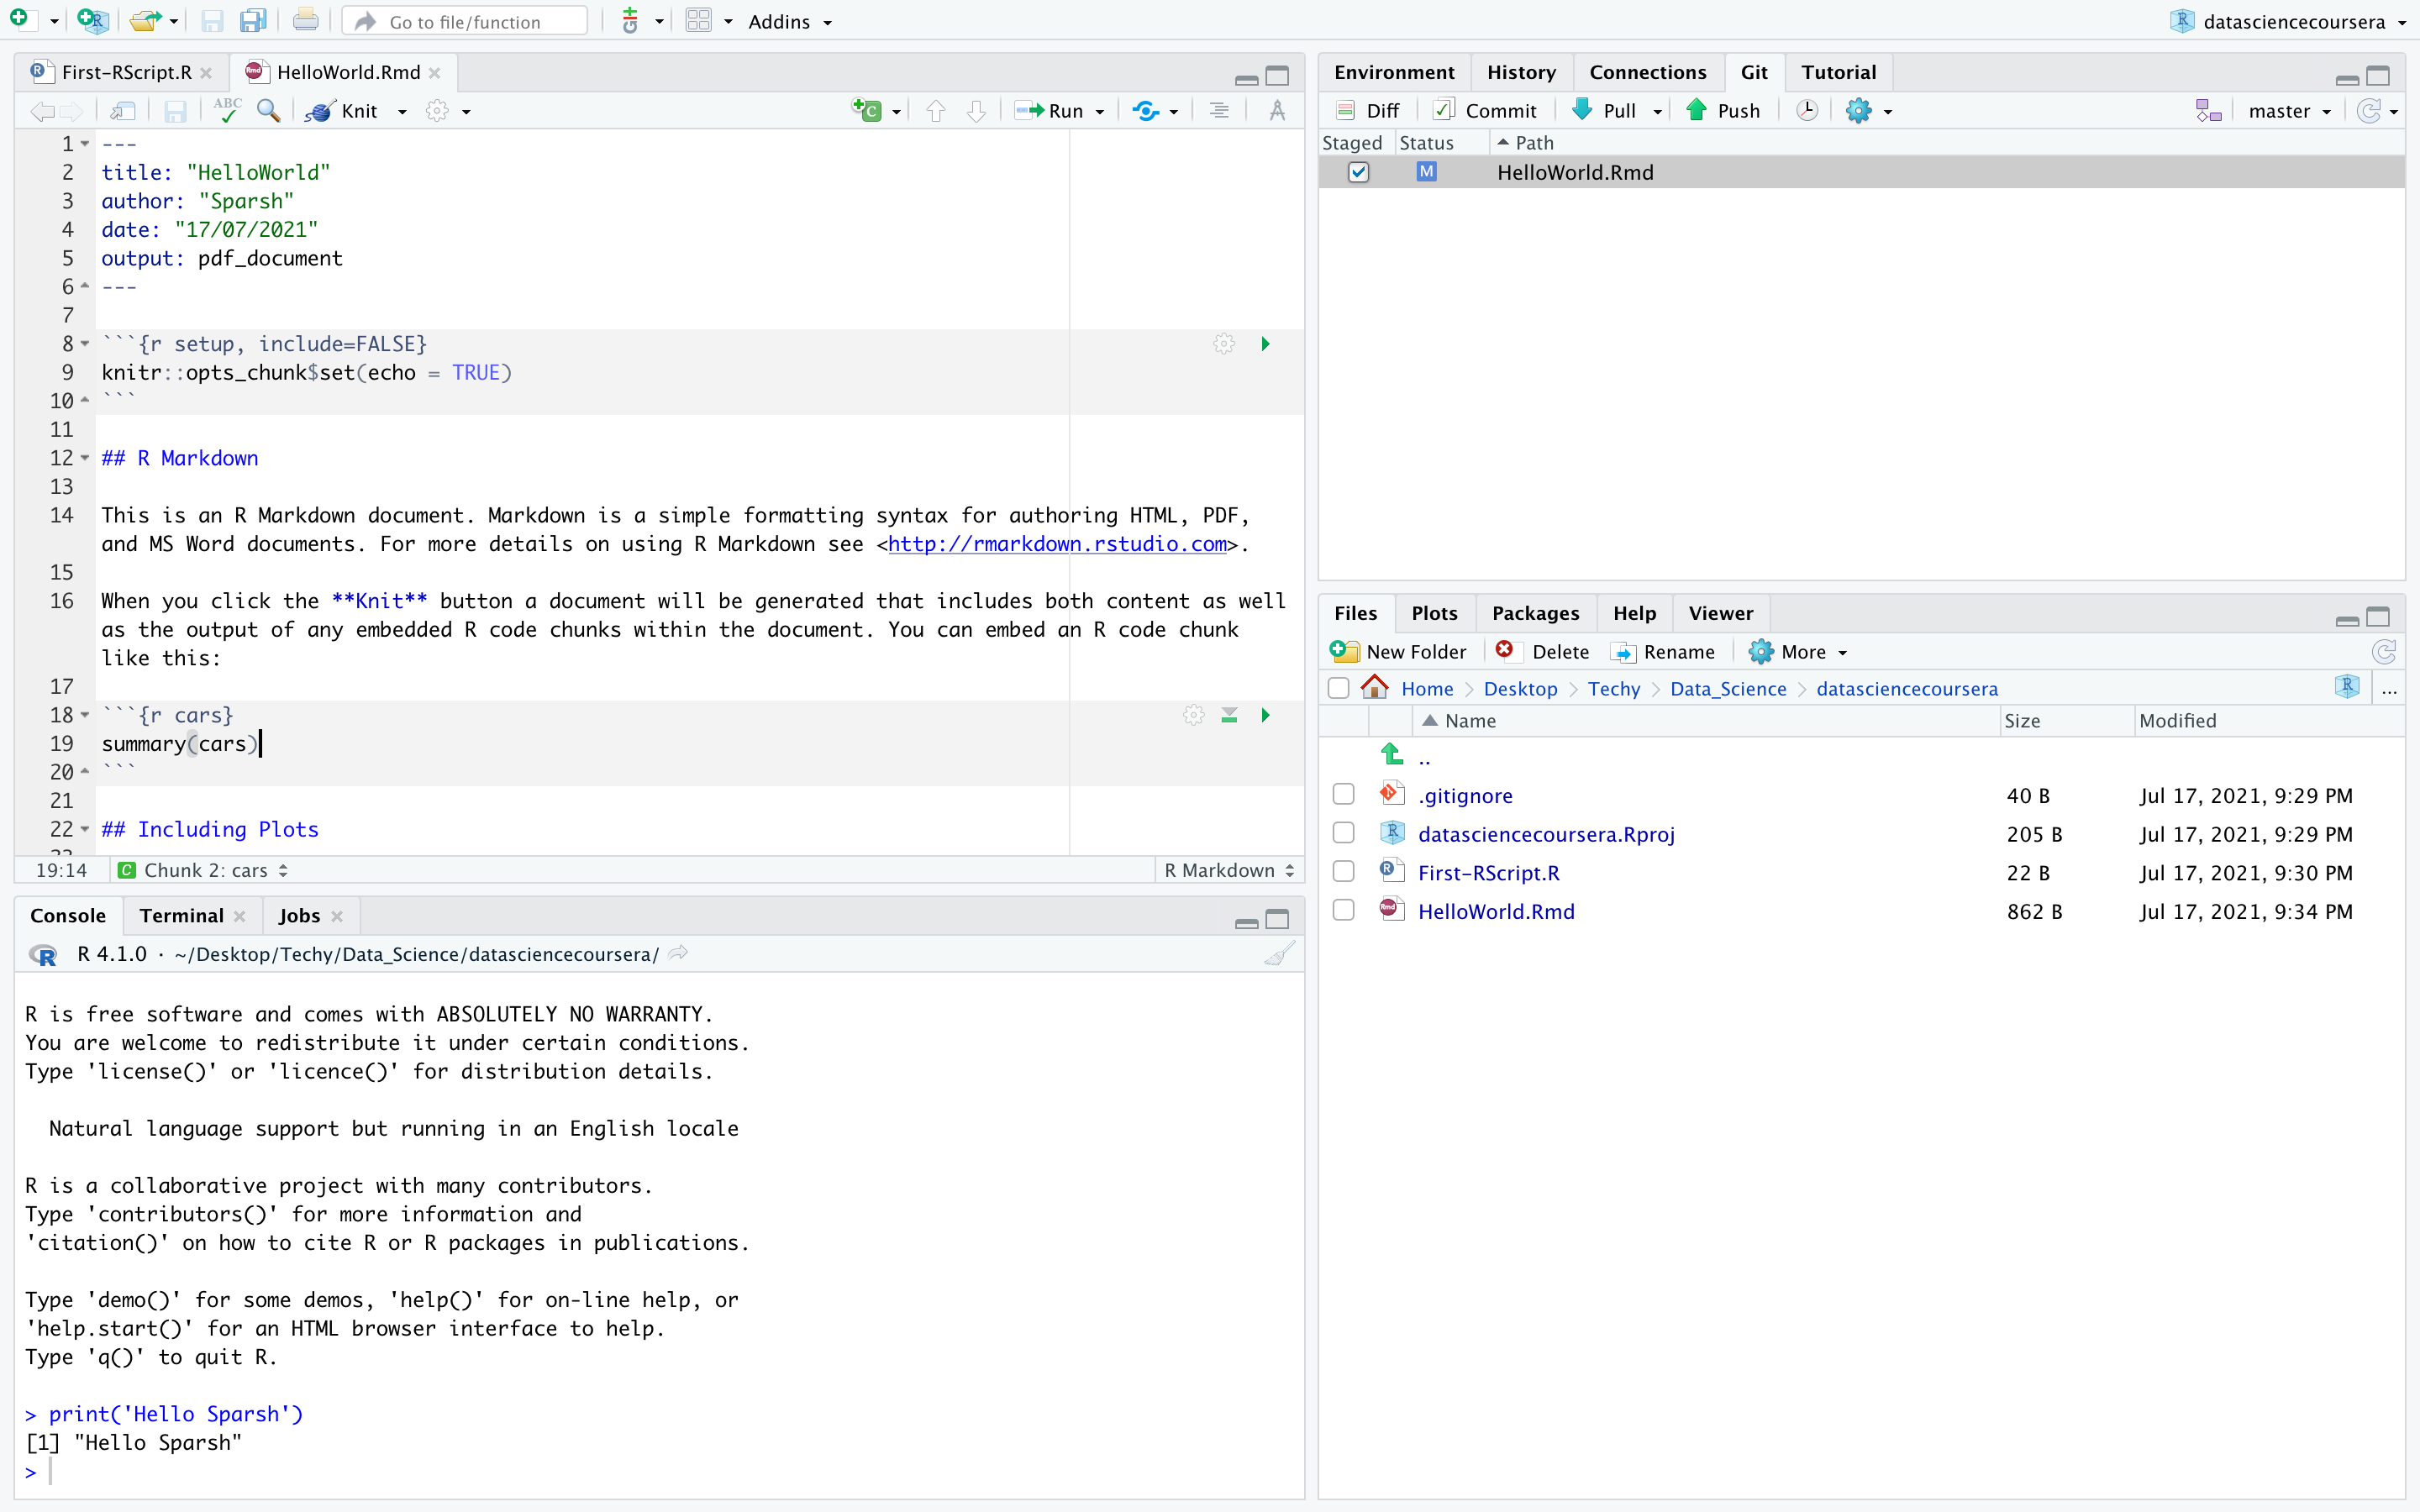 Go to file/function
Addins
datasciencecoursera
First-RScript.R
HelloWorld.Rmd
ABC
Knit
Run
1 ---
2 title: "HelloWorld"
3 author: "Sparsh"
4 date: "17/07/2021"
5 output: pdf_document
6 ---
7
8 ```{r setup, include=FALSE}
9 knitr::opts_chunk$set(echo = TRUE)
10 ```
11
12 ## R Markdown
13
14 This is an R Markdown document. Markdown is a simple formatting syntax for authoring HTML, PDF,
and MS Word documents. For more details on using R Markdown see <http://rmarkdown.rstudio.com>.
15
16 When you click the **Knit** button a document will be generated that includes both content as well
as the output of any embedded R code chunks within the document. You can embed an R code chunk
like this:
17
18 ```{r cars}
19 summary(cars)
20 ```
21
22 ## Including Plots
19:14 C Chunk 2: cars R Markdown
Console Terminal Jobs
R 4.1.0 · ~/Desktop/Techy/Data_Science/datasciencecoursera/
R is free software and comes with ABSOLUTELY NO WARRANTY.
You are welcome to redistribute it under certain conditions.
Type 'license()' or 'licence()' for distribution details.
Natural language support but running in an English locale
R is a collaborative project with many contributors.
Type 'contributors()' for more information and
'citation()' on how to cite R or R packages in publications.
Type 'demo()' for some demos, 'help()' for on-line help, or
'help.start()' for an HTML browser interface to help.
Type 'q()' to quit R.
> print('Hello Sparsh')
[1] "Hello Sparsh"
>
Environment History Connections Git Tutorial
Diff Commit Pull Push master
Staged Status Path
M HelloWorld.Rmd
Files Plots Packages Help Viewer
New Folder Delete Rename More
Home Desktop Techy Data_Science datasciencecoursera ...
Name Size Modified
..
.gitignore 40 B Jul 17, 2021, 9:29 PM
datasciencecoursera.Rproj 205 B Jul 17, 2021, 9:29 PM
First-RScript.R 22 B Jul 17, 2021, 9:30 PM
HelloWorld.Rmd 862 B Jul 17, 2021, 9:34 PM